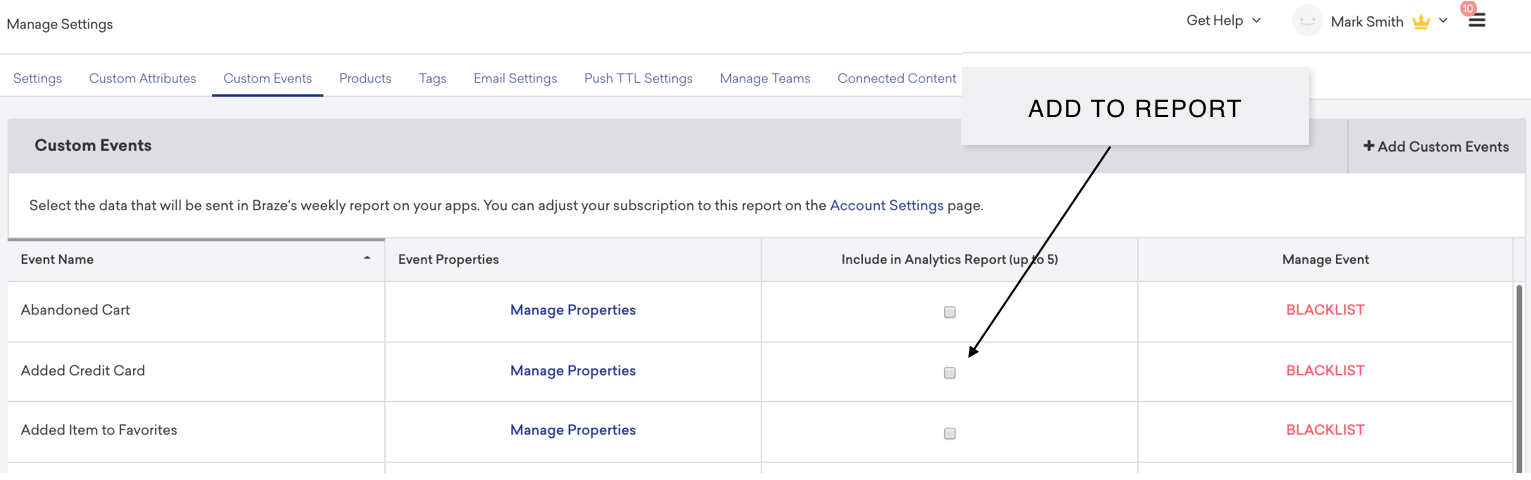 Manage Settings
Get Help
Mark Smith
10
Settings Custom Attributes Custom Events Products Tags Email Settings Push TTL Settings Manage Teams Connected Content
ADD TO REPORT
Custom Events
+ Add Custom Events
Select the data that will be sent in Braze's weekly report on your apps. You can adjust your subscription to this report on the Account Settings page.
Event Name Event Properties Include in Analytics Report (up to 5) Manage Event
Abandoned Cart Manage Properties BLACKLIST
Added Credit Card Manage Properties BLACKLIST
Added Item to Favorites Manage Properties BLACKLIST